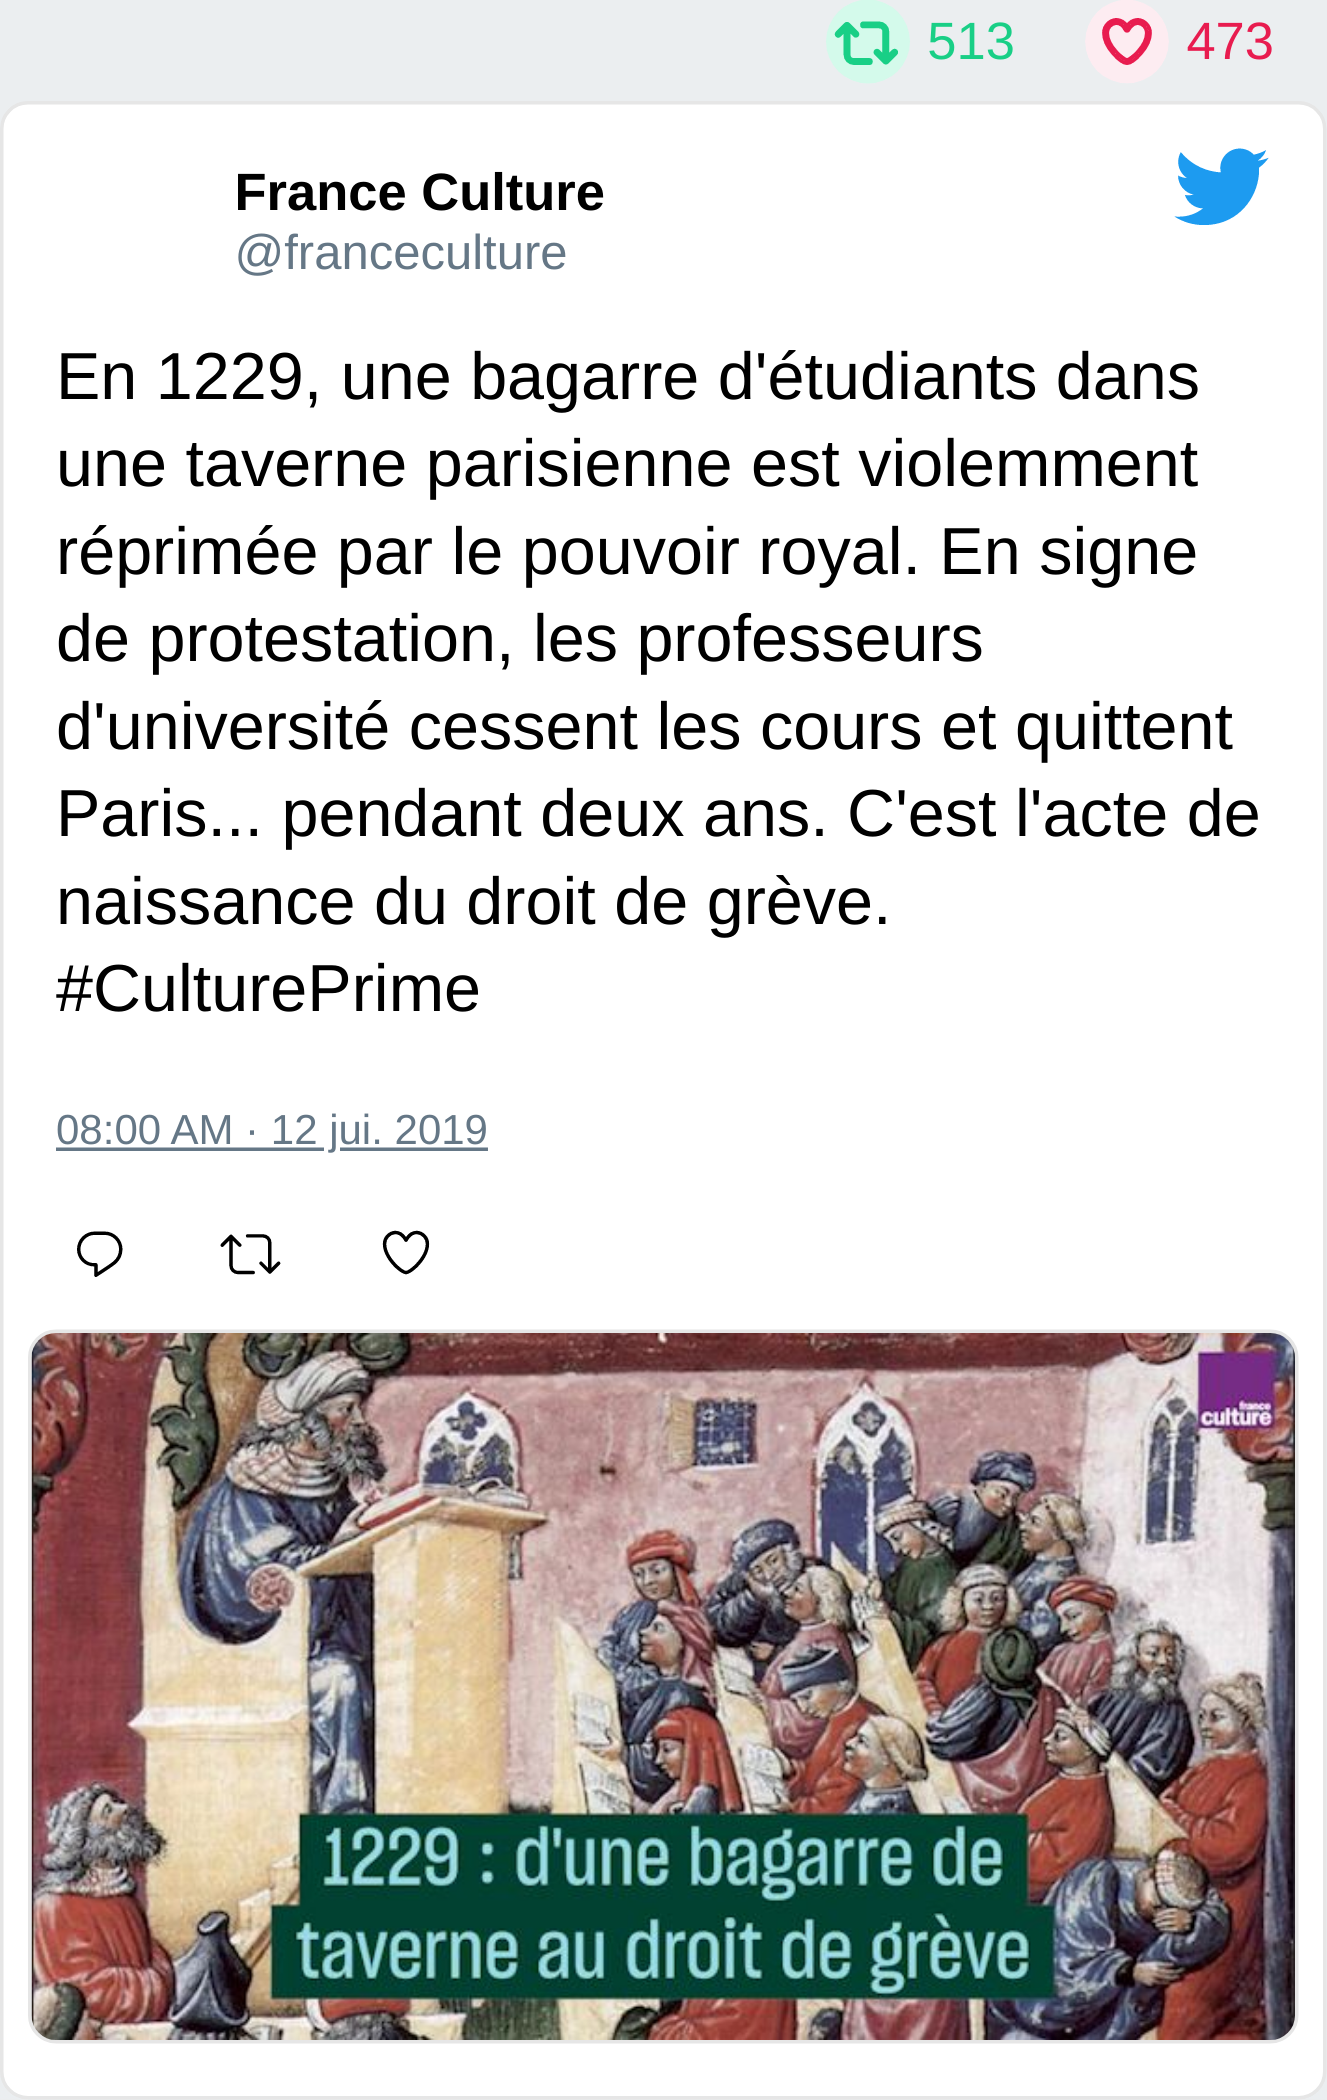 513 473
France Culture
@franceculture
En 1229, une bagarre d'étudiants dans
une taverne parisienne est violemment
réprimée par le pouvoir royal. En signe
de protestation, les professeurs
d'université cessent les cours et quittent
Paris... pendant deux ans. C'est l'acte de
naissance du droit de grève.
#CulturePrime
08:00 AM · 12 jui. 2019
france
culture
1229 : d'une bagarre de
taverne au droit de grève